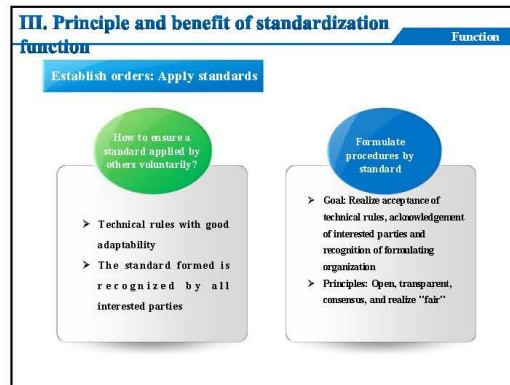 III. Principle and benefit of standardization
function
Function
Establish orders: Apply standards
How to ensure a
standard applied by
others voluntarily?
➢ Technical rules with good
adaptability
➢ The standard formed is
recognized by all
interested parties
Formulate
procedures by
standard
➢ Goal: Realize acceptance of
technical rules, acknowledgement
of interested parties and
recognition of formulating
organization
➢ Principles: Open, transparent,
consensus, and realize "fair"